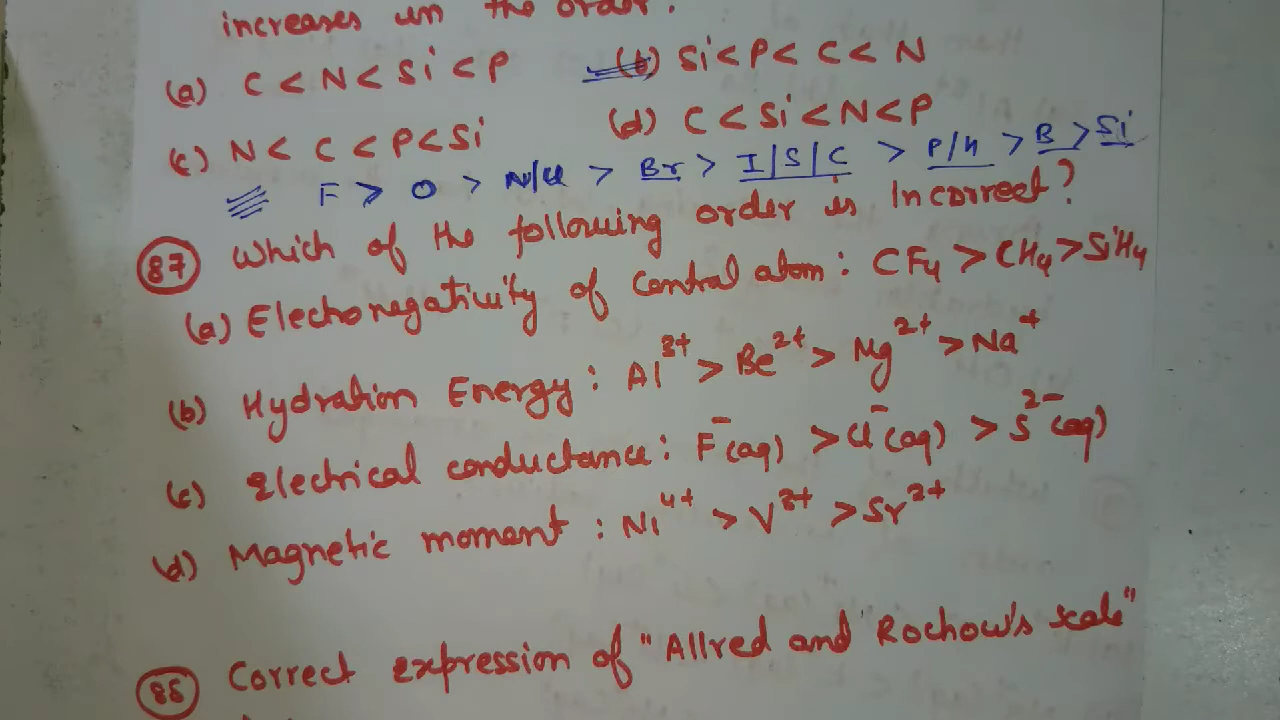 increases in the order.
(a) C < N < Si < P (b) Si < P < C < N
(c) N < C < P < Si (d) C < Si < N < P
F > O > N/Cl > Br > I/S/C > P/H > B > Si
(87) Which of the following order is Incorrect?
(a) Electronegativity of central atom : CF4 > CH4 > SiH4
(b) Hydration Energy : Al3+ > Be2+ > Mg2+ > Na+
(c) Electrical conductance : F-(aq) > Cl-(aq) > S2-(aq)
(d) Magnetic moment : Ni4+ > V3+ > Sr2+
(88) Correct expression of "Allred and Rochow's scale"